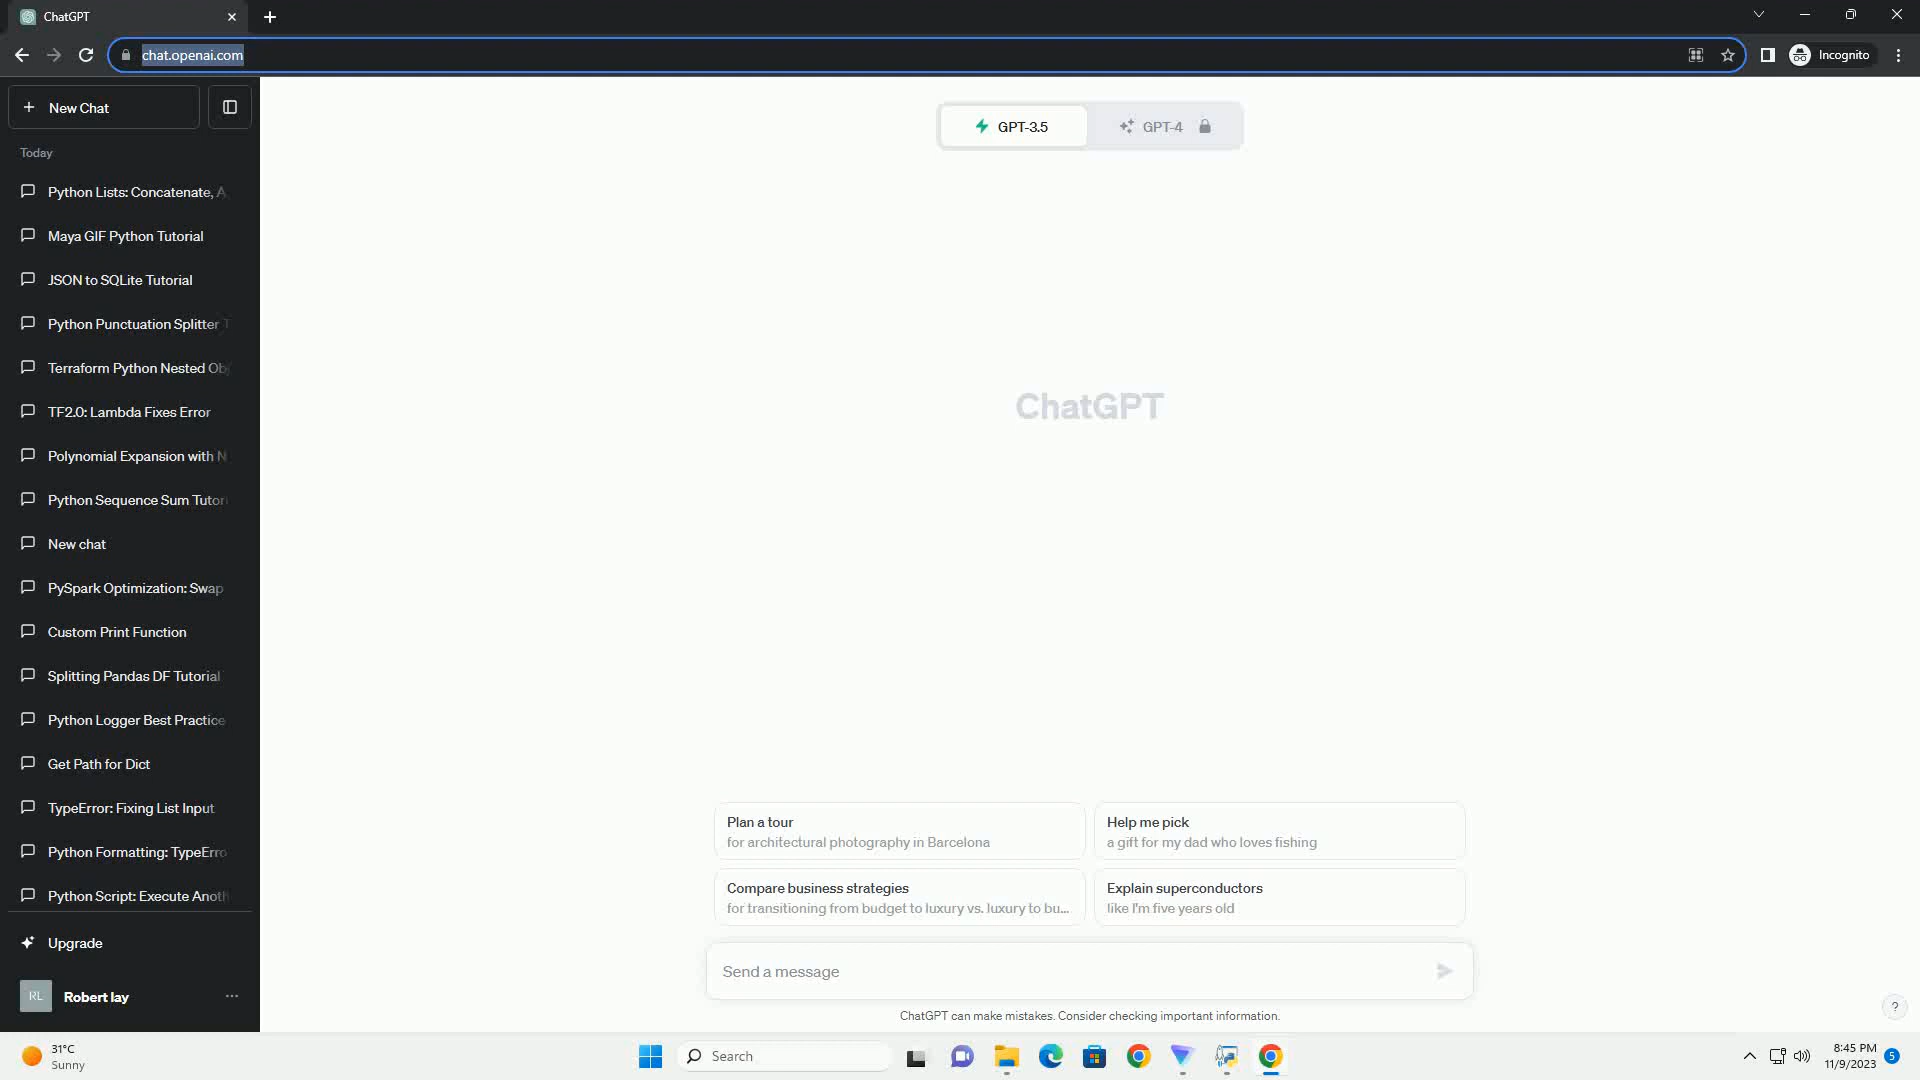 ChatGPT
chat.openai.com
Incognito
New Chat
Today
Python Lists: Concatenate, A
Maya GIF Python Tutorial
JSON to SQLite Tutorial
Python Punctuation Splitter T
Terraform Python Nested Obj
TF2.0: Lambda Fixes Error
Polynomial Expansion with N
Python Sequence Sum Tutori
New chat
PySpark Optimization: Swap
Custom Print Function
Splitting Pandas DF Tutorial
Python Logger Best Practice
Get Path for Dict
TypeError: Fixing List Input
Python Formatting: TypeErro
Python Script: Execute Anoth
Upgrade
RL Robert lay
GPT-3.5
GPT-4
ChatGPT
Plan a tour
for architectural photography in Barcelona
Help me pick
a gift for my dad who loves fishing
Compare business strategies
for transitioning from budget to luxury vs. luxury to bu...
Explain superconductors
like I'm five years old
Send a message
ChatGPT can make mistakes. Consider checking important information.
?
31°C
Sunny
Search
8:45 PM
11/9/2023
5